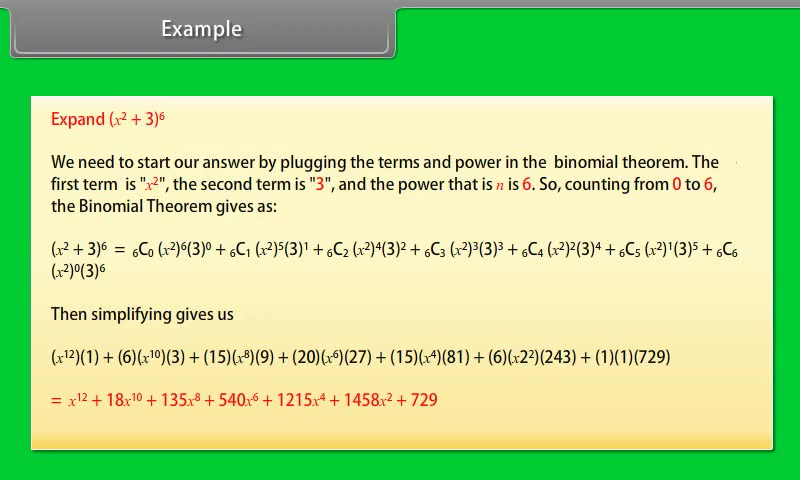 Example
Expand (x² + 3)⁶
We need to start our answer by plugging the terms and power in the binomial theorem. The
first term is "x²", the second term is "3", and the power that is n is 6. So, counting from 0 to 6,
the Binomial Theorem gives as:
(x² + 3)⁶ = ₆C₀ (x²)⁶(3)⁰ + ₆C₁ (x²)⁵(3)¹ + ₆C₂ (x²)⁴(3)² + ₆C₃ (x²)³(3)³ + ₆C₄ (x²)²(3)⁴ + ₆C₅ (x²)¹(3)⁵ + ₆C₆
(x²)⁰(3)⁶
Then simplifying gives us
(x¹²)(1) + (6)(x¹⁰)(3) + (15)(x⁸)(9) + (20)(x⁶)(27) + (15)(x⁴)(81) + (6)(x2²)(243) + (1)(1)(729)
= x¹² + 18x¹⁰ + 135x⁸ + 540x⁶ + 1215x⁴ + 1458x² + 729